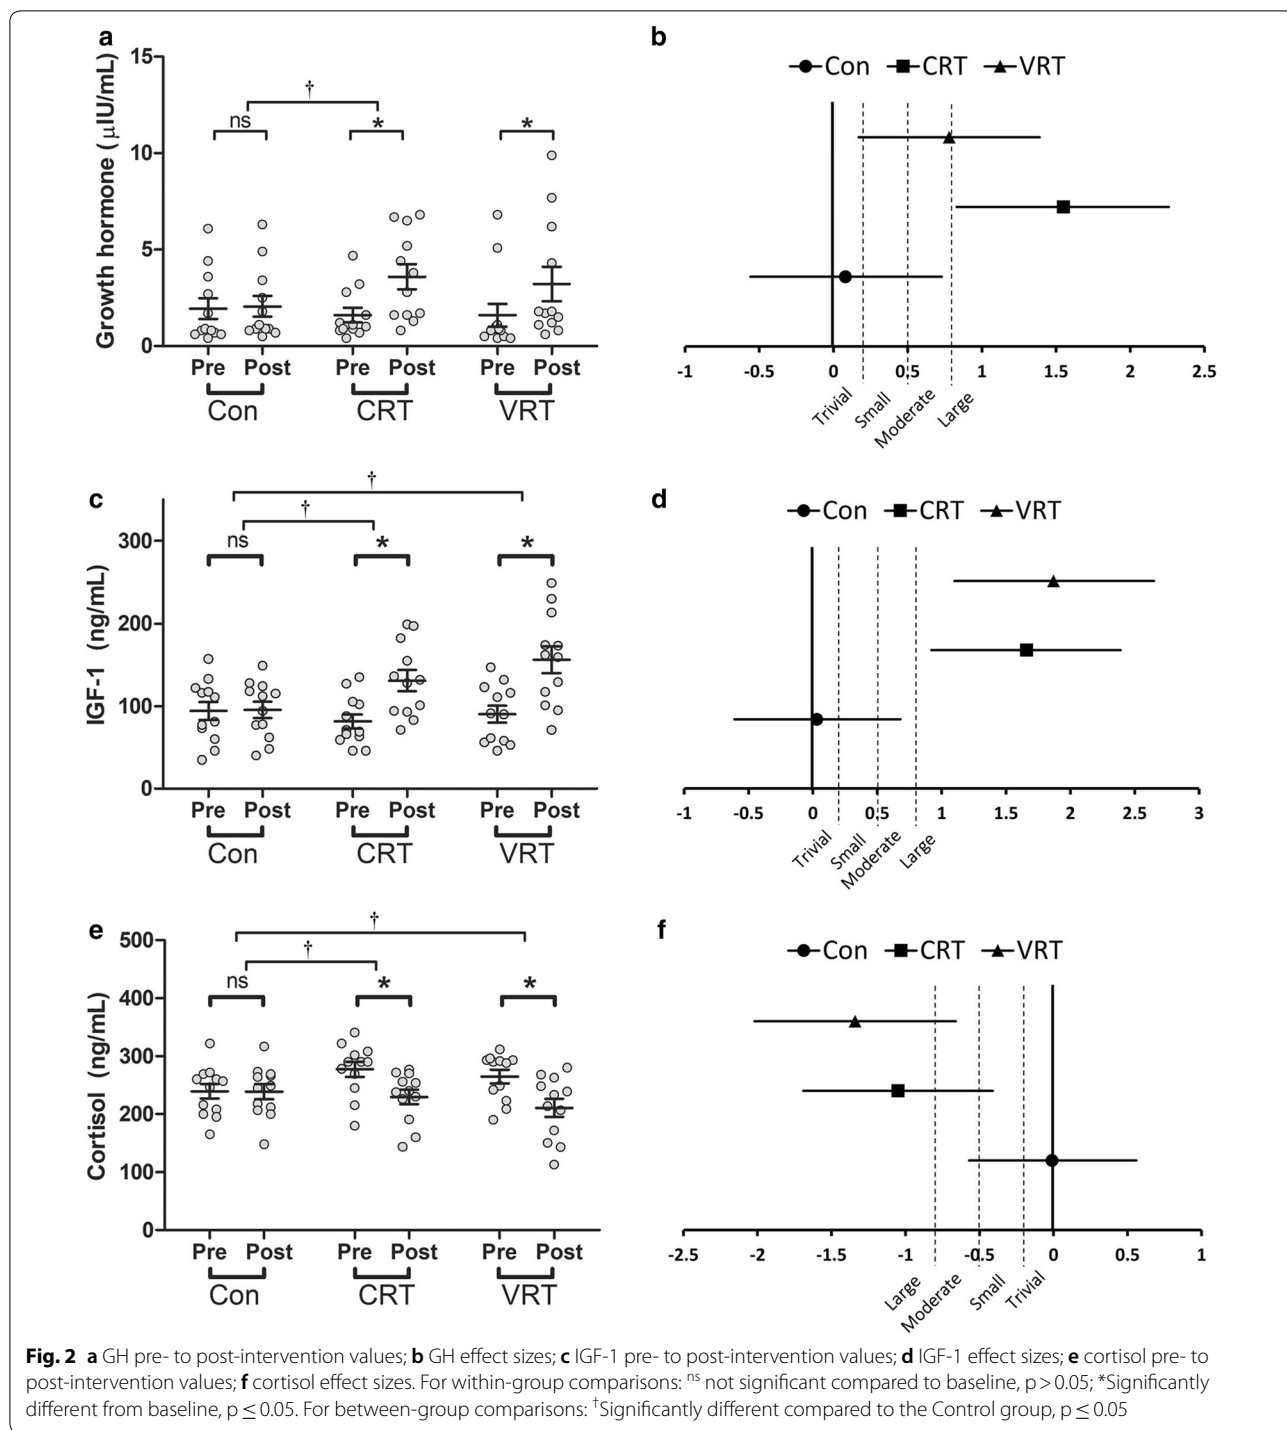 a
Growth hormone (μIU/mL)
15
10
5
0
†
ns
*
*
Pre Post Pre Post Pre Post
Con CRT VRT
b
Con CRT VRT
-1 -0.5 0 0.5 1 1.5 2 2.5
Trivial Small Moderate Large
c
IGF-1 (ng/mL)
300
200
100
0
†
†
ns
*
*
Pre Post Pre Post Pre Post
Con CRT VRT
d
Con CRT VRT
-1 -0.5 0 0.5 1 1.5 2 2.5 3
Trivial Small Moderate Large
e
Cortisol (ng/mL)
500
400
300
200
100
0
†
†
ns
*
*
Pre Post Pre Post Pre Post
Con CRT VRT
f
Con CRT VRT
-2.5 -2 -1.5 -1 -0.5 0 0.5 1
Large Moderate Small Trivial
Fig. 2 a GH pre- to post-intervention values; b GH effect sizes; c IGF-1 pre- to post-intervention values; d IGF-1 effect sizes; e cortisol pre- to
post-intervention values; f cortisol effect sizes. For within-group comparisons: ns not significant compared to baseline, p > 0.05; *Significantly
different from baseline, p ≤ 0.05. For between-group comparisons: †Significantly different compared to the Control group, p ≤ 0.05